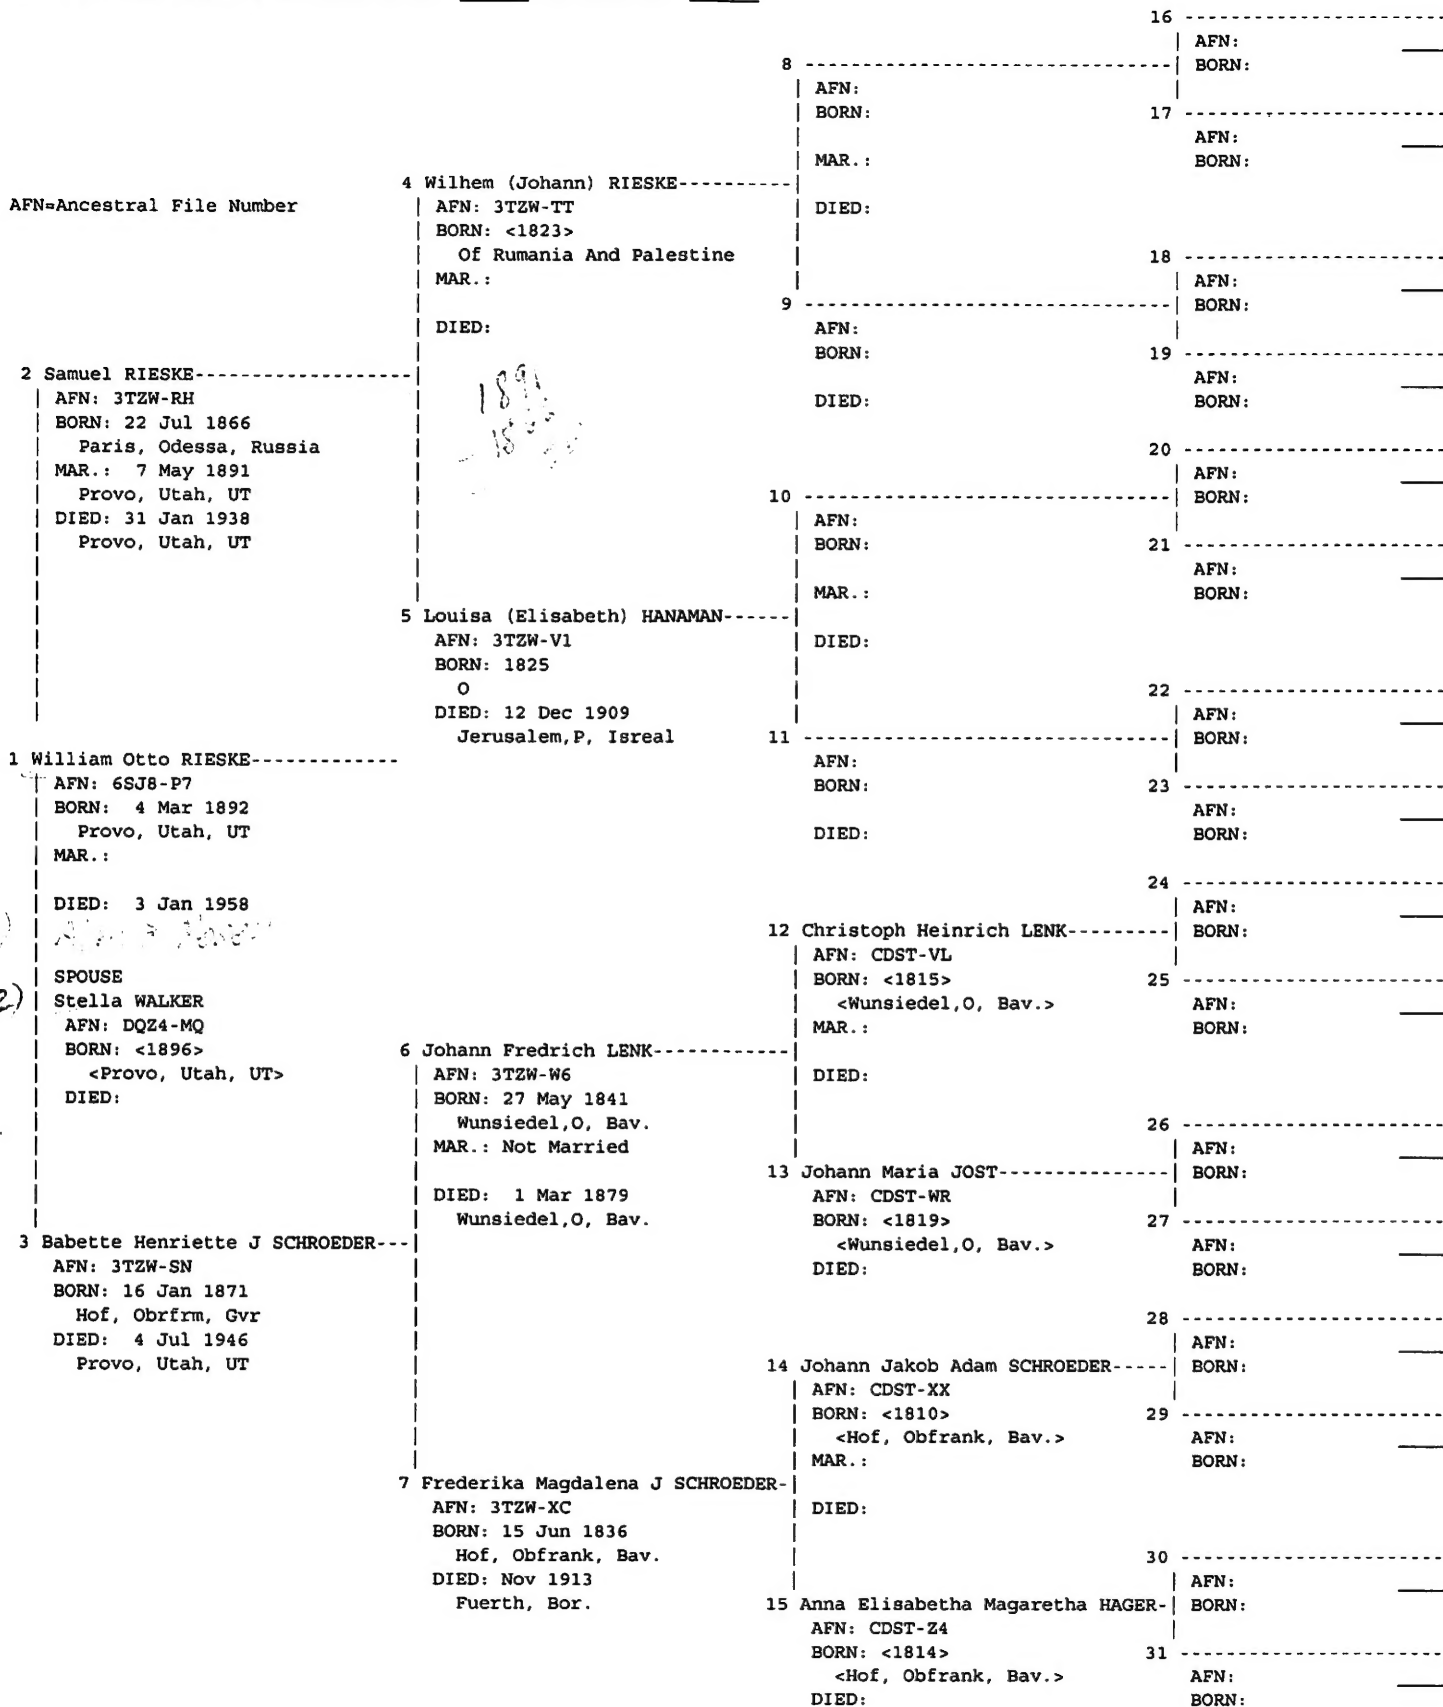 AFN=Ancestral File Number
1 William Otto RIESKE-------------
AFN: 6SJ8-P7
BORN: 4 Mar 1892
Provo, Utah, UT
MAR.:
DIED: 3 Jan 1958
2)
SPOUSE
Stella WALKER
AFN: DQZ4-MQ
BORN: <1896>
<Provo, Utah, UT>
DIED:
2 Samuel RIESKE------------------
AFN: 3TZW-RH
BORN: 22 Jul 1866
Paris, Odessa, Russia
MAR.: 7 May 1891
Provo, Utah, UT
DIED: 31 Jan 1938
Provo, Utah, UT
3 Babette Henriette J SCHROEDER---
AFN: 3TZW-SN
BORN: 16 Jan 1871
Hof, Obrfrm, Gvr
DIED: 4 Jul 1946
Provo, Utah, UT
4 Wilhem (Johann) RIESKE----------
AFN: 3TZW-TT
BORN: <1823>
Of Rumania And Palestine
MAR.:
DIED:
1891
5 Louisa (Elisabeth) HANAMAN------
AFN: 3TZW-V1
BORN: 1825
O
DIED: 12 Dec 1909
Jerusalem,P, Isreal
6 Johann Fredrich LENK------------
AFN: 3TZW-W6
BORN: 27 May 1841
Wunsiedel,O, Bav.
MAR.: Not Married
DIED: 1 Mar 1879
Wunsiedel,O, Bav.
7 Frederika Magdalena J SCHROEDER-
AFN: 3TZW-XC
BORN: 15 Jun 1836
Hof, Obfrank, Bav.
DIED: Nov 1913
Fuerth, Bor.
8 ------------------------------
AFN:
BORN:
MAR.:
DIED:
9 ------------------------------
AFN:
BORN:
DIED:
10 ------------------------------
AFN:
BORN:
MAR.:
DIED:
11 ------------------------------
AFN:
BORN:
DIED:
12 Christoph Heinrich LENK---------
AFN: CDST-VL
BORN: <1815>
<Wunsiedel,O, Bav.>
MAR.:
DIED:
13 Johann Maria JOST---------------
AFN: CDST-WR
BORN: <1819>
<Wunsiedel,O, Bav.>
DIED:
14 Johann Jakob Adam SCHROEDER-----
AFN: CDST-XX
BORN: <1810>
<Hof, Obfrank, Bav.>
MAR.:
DIED:
15 Anna Elisabetha Magaretha HAGER-
AFN: CDST-Z4
BORN: <1814>
<Hof, Obfrank, Bav.>
DIED:
16 ----------------------
AFN:
BORN:
17 ----------------------
AFN:
BORN:
18 ----------------------
AFN:
BORN:
19 ----------------------
AFN:
BORN:
20 ----------------------
AFN:
BORN:
21 ----------------------
AFN:
BORN:
22 ----------------------
AFN:
BORN:
23 ----------------------
AFN:
BORN:
24 ----------------------
AFN:
BORN:
25 ----------------------
AFN:
BORN:
26 ----------------------
AFN:
BORN:
27 ----------------------
AFN:
BORN:
28 ----------------------
AFN:
BORN:
29 ----------------------
AFN:
BORN:
30 ----------------------
AFN:
BORN:
31 ----------------------
AFN:
BORN: